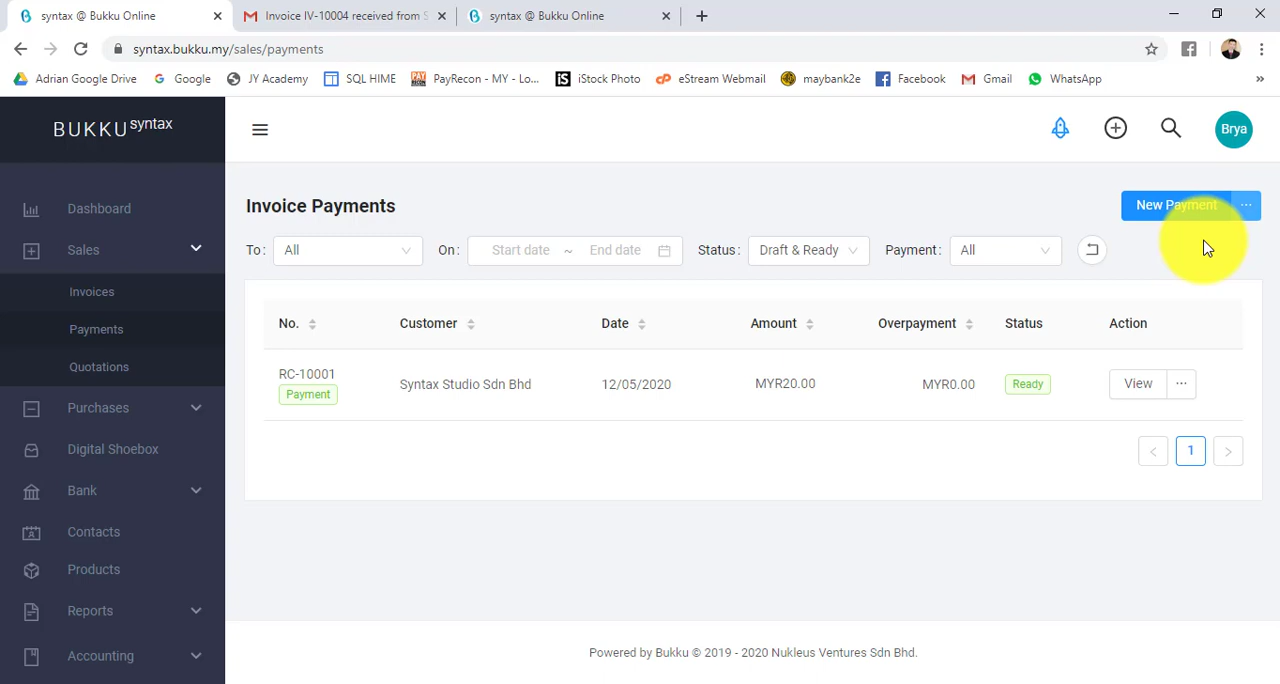 syntax @ Bukku Online
Invoice IV-10004 received from S
syntax @ Bukku Online
syntax.bukku.my/sales/payments
Adrian Google Drive
Google
JY Academy
SQL HIME
PayRecon - MY - Lo...
iStock Photo
eStream Webmail
maybank2e
Facebook
Gmail
WhatsApp
»
BUKKU syntax
Brya
Dashboard
Sales
Invoices
Payments
Quotations
Purchases
Digital Shoebox
Bank
Contacts
Products
Reports
Accounting
Invoice Payments
New Payment ...
To : All
On : Start date ~ End date
Status : Draft & Ready
Payment : All
No. Customer Date Amount Overpayment Status Action
RC-10001 Syntax Studio Sdn Bhd 12/05/2020 MYR20.00 MYR0.00 Ready View ...
Payment
< 1 >
Powered by Bukku © 2019 - 2020 Nukleus Ventures Sdn Bhd.